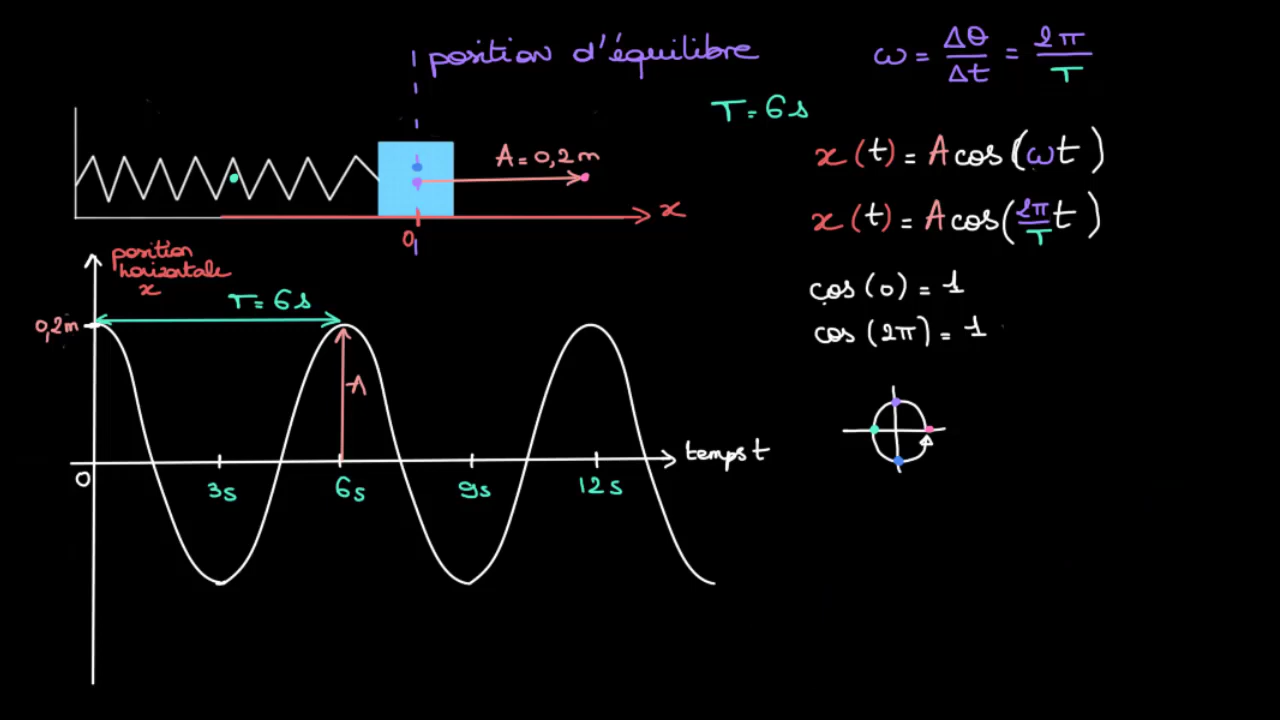 position d'équilibre
ω = Δθ/Δt = 2π/T
T = 6s
A = 0,2m
x(t) = A cos(ωt)
x
x(t) = A cos(2π/T t)
0
position
horizontale
x
T = 6s
cos(0) = 1
0,2m
cos(2π) = 1
A
temps t
0
3s
6s
9s
12s